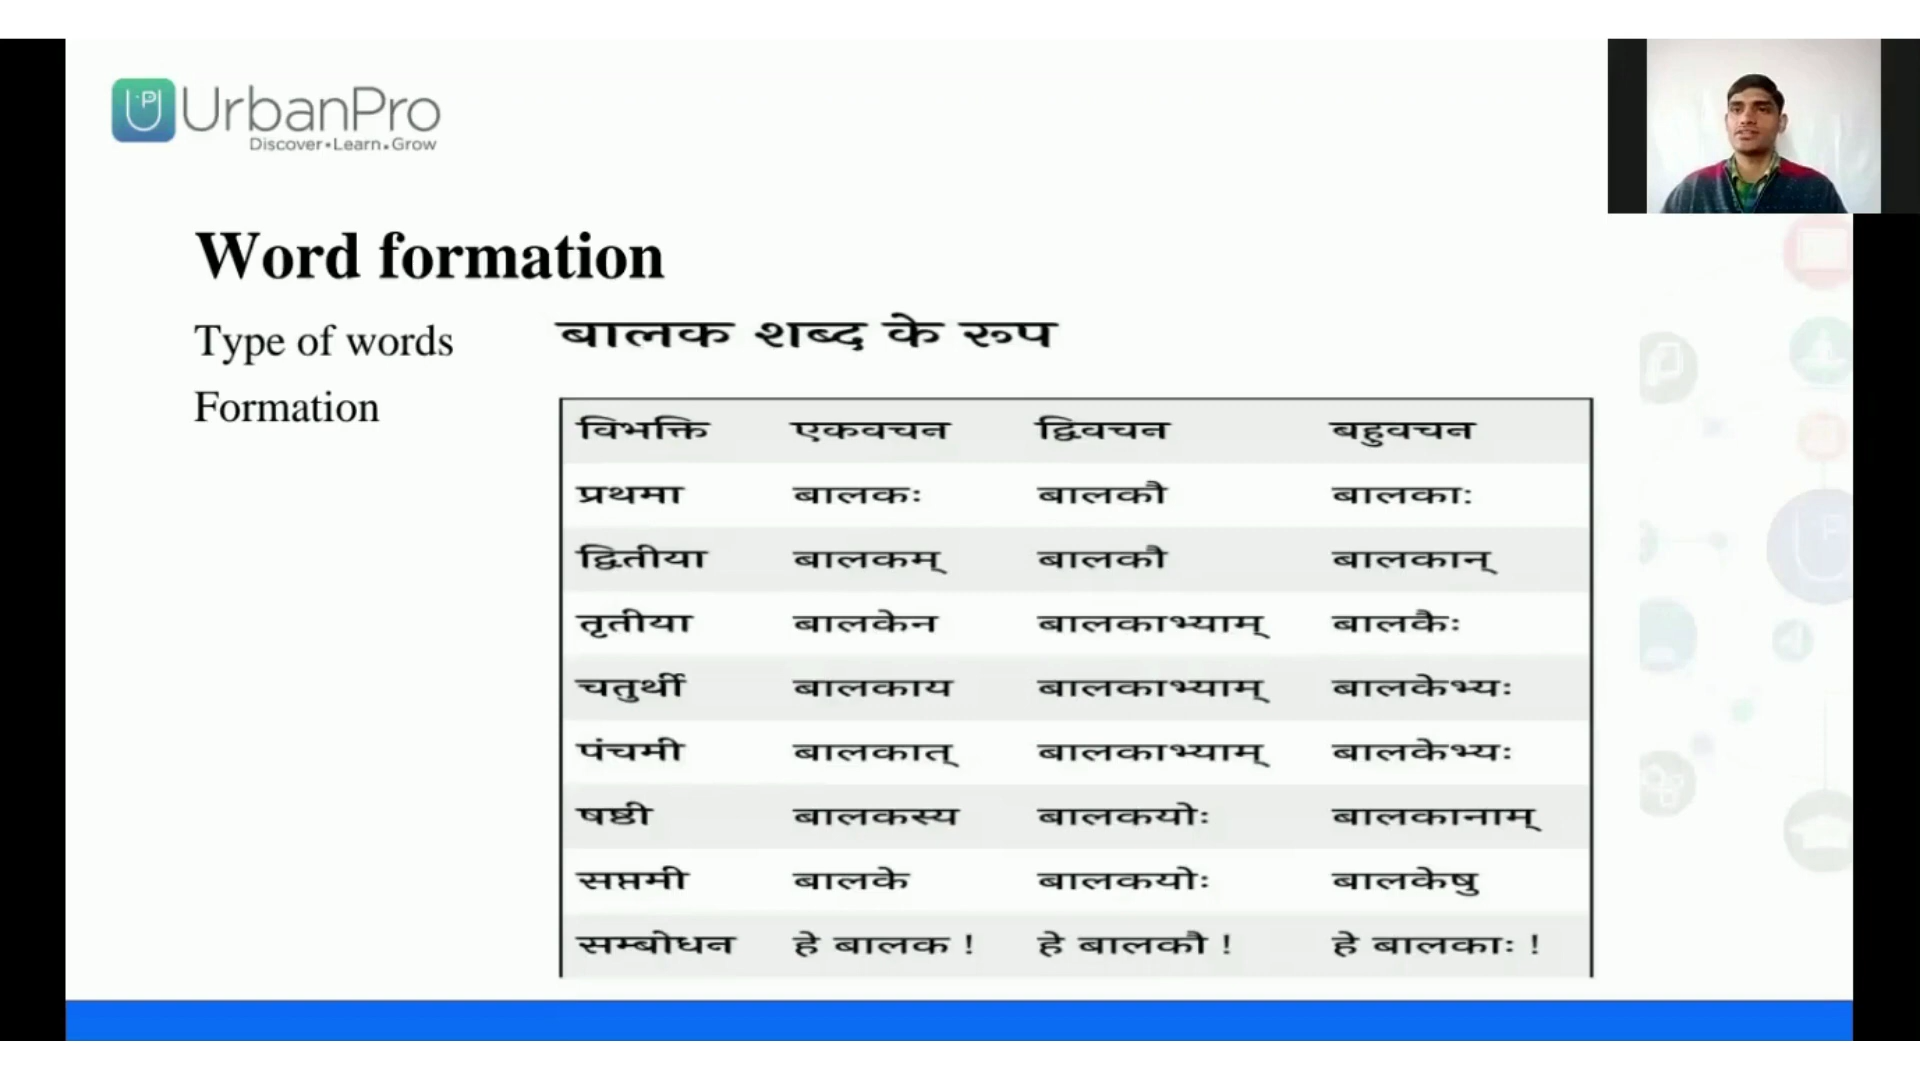 UrbanPro
Discover•Learn•Grow
Word formation
Type of words
Formation
बालक शब्द के रूप
विभक्ति एकवचन द्विवचन बहुवचन
प्रथमा बालकः बालकौ बालका:
द्वितीया बालकम् बालकौ बालकान्
तृतीया बालकेन बालकाभ्याम् बालकैः
चतुर्थी बालकाय बालकाभ्याम् बालकेभ्यः
पंचमी बालकात् बालकाभ्याम् बालकेभ्यः
षष्ठी बालकस्य बालकयोः बालकानाम्
सप्तमी बालके बालकयोः बालकेषु
सम्बोधन हे बालक ! हे बालकौ ! हे बालकाः !